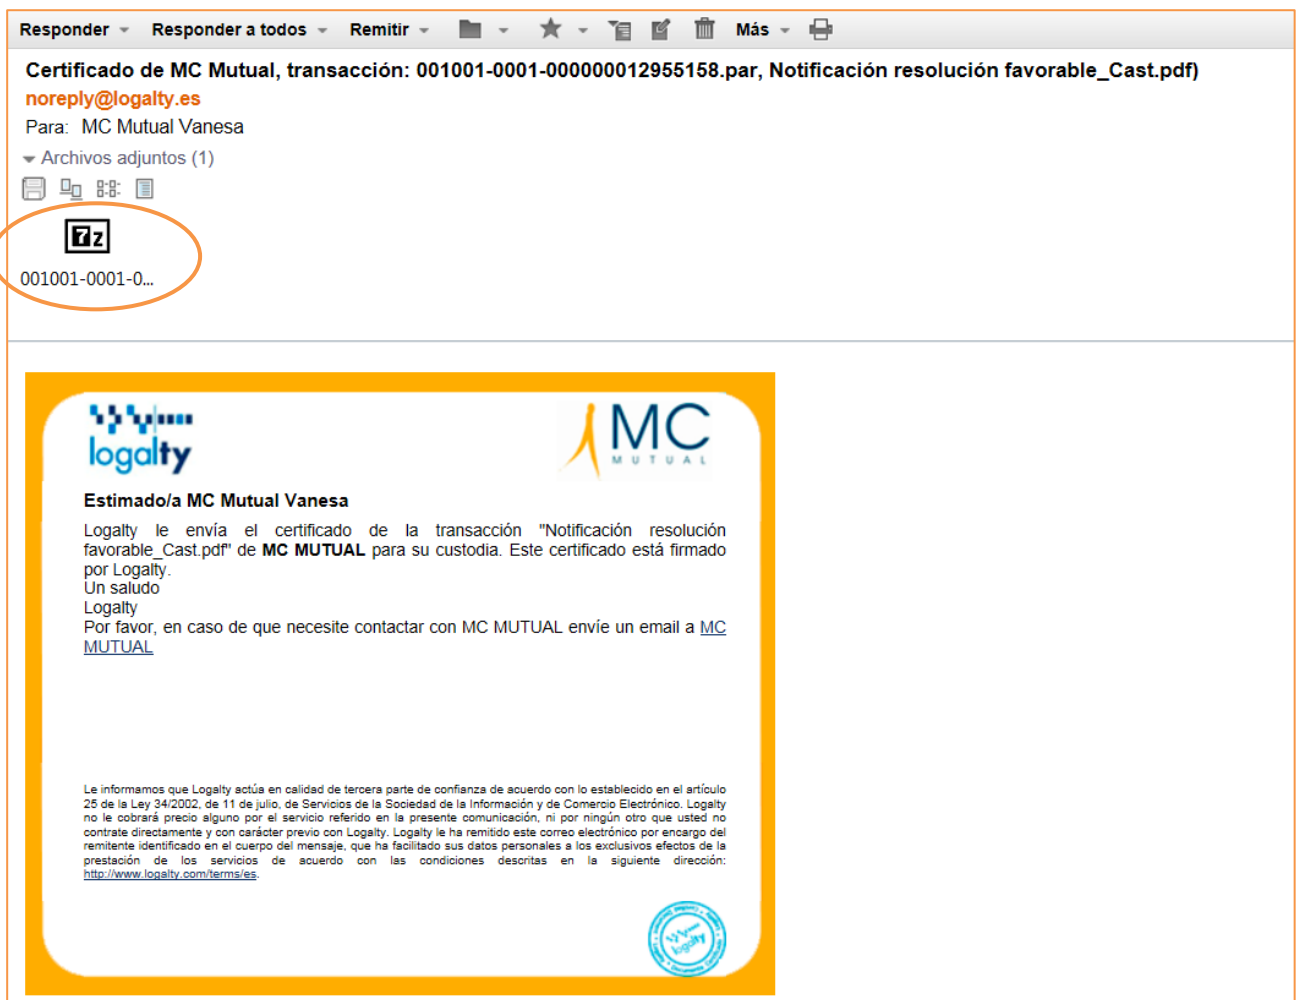 Responder Responder a todos Remitir Más
Certificado de MC Mutual, transacción: 001001-0001-000000012955158.par, Notificación resolución favorable_Cast.pdf)
noreply@logalty.es
Para: MC Mutual Vanesa
Archivos adjuntos (1)
7z
001001-0001-0...
logalty
MC
MUTUAL
Estimado/a MC Mutual Vanesa
Logalty le envía el certificado de la transacción "Notificación resolución
favorable_Cast.pdf" de MC MUTUAL para su custodia. Este certificado está firmado
por Logalty.
Un saludo
Logalty
Por favor, en caso de que necesite contactar con MC MUTUAL envíe un email a MC
MUTUAL
Le informamos que Logalty actúa en calidad de tercera parte de confianza de acuerdo con lo establecido en el artículo
25 de la Ley 34/2002, de 11 de julio, de Servicios de la Sociedad de la Información y de Comercio Electrónico. Logalty
no le cobrará precio alguno por el servicio referido en la presente comunicación, ni por ningún otro que usted no
contrate directamente y con carácter previo con Logalty. Logalty le ha remitido este correo electrónico por encargo del
remitente identificado en el cuerpo del mensaje, que ha facilitado sus datos personales a los exclusivos efectos de la
prestación de los servicios de acuerdo con las condiciones descritas en la siguiente dirección:
http://www.logalty.com/terms/es.
logalty